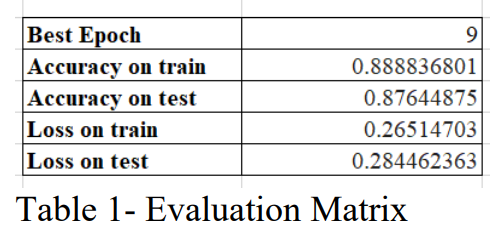 Best Epoch 9
Accuracy on train 0.888836801
Accuracy on test 0.87644875
Loss on train 0.26514703
Loss on test 0.284462363
Table 1- Evaluation Matrix